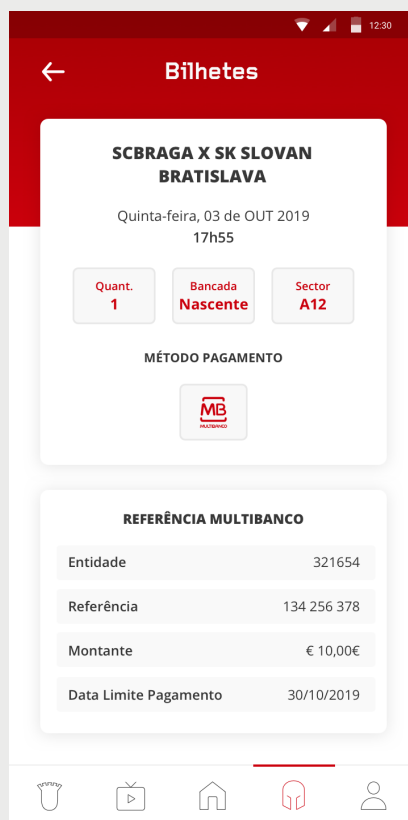 12:30
Bilhetes
SCBRAGA X SK SLOVAN
BRATISLAVA
Quinta-feira, 03 de OUT 2019
17h55
Quant. Bancada Sector
1 Nascente A12
MÉTODO PAGAMENTO
MB
MULTIBANCO
REFERÊNCIA MULTIBANCO
Entidade 321654
Referência 134 256 378
Montante € 10,00€
Data Limite Pagamento 30/10/2019